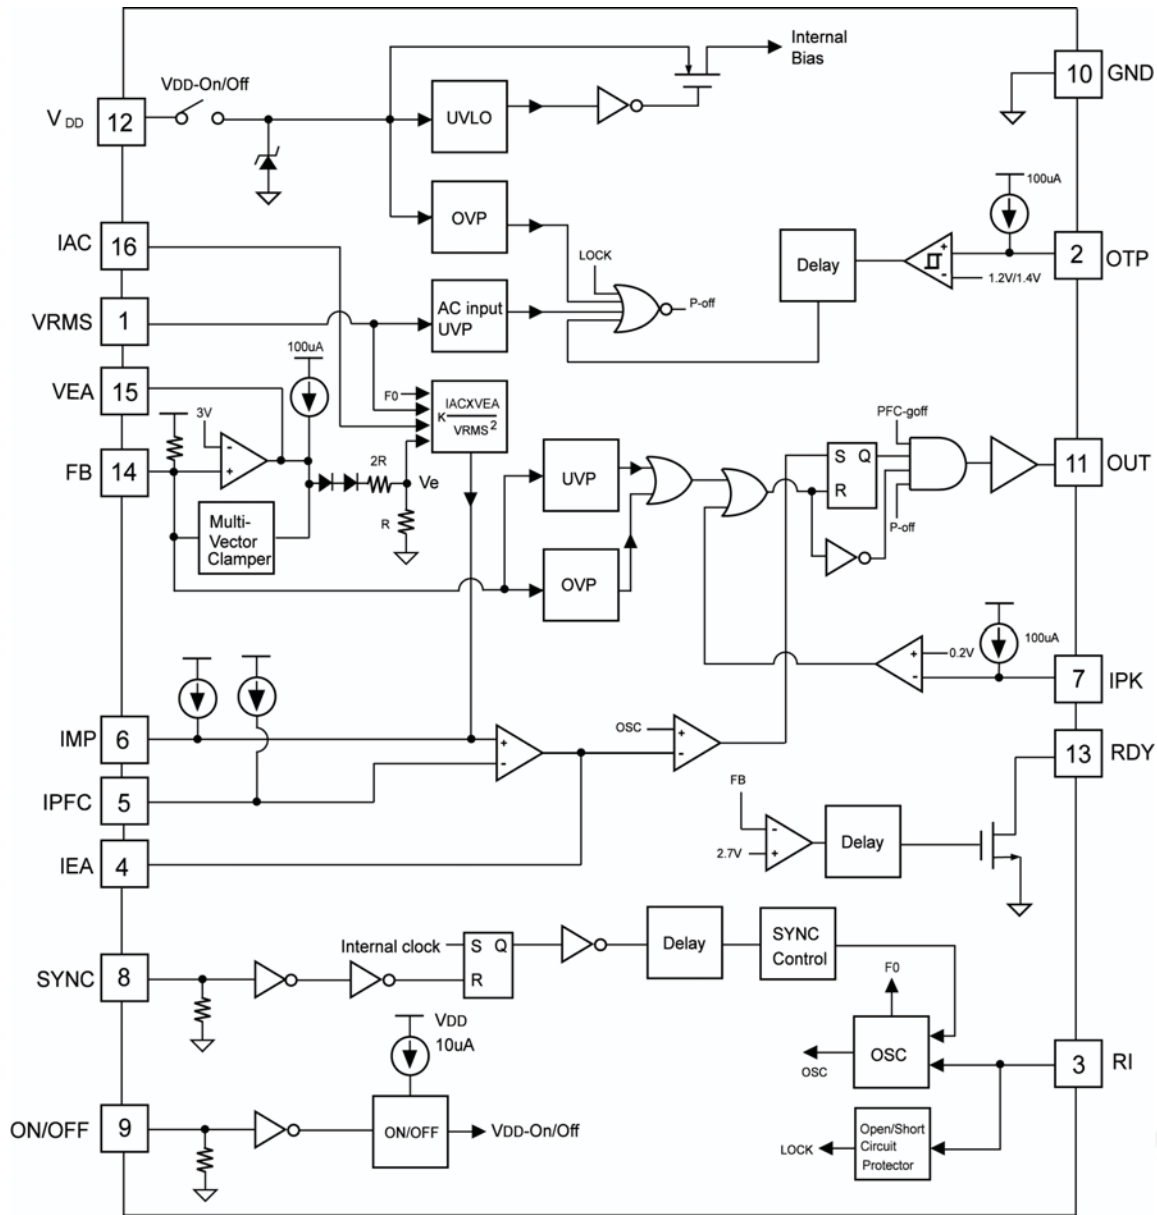 Internal
Bias
10
GND
VDD-On/Off
VDD
12
UVLO
100uA
OVP
IAC
16
LOCK
Delay
+
-
2
OTP
1.2V/1.4V
VRMS
1
AC input
UVP
P-off
100uA
VEA
15
F0
K IACXVEA
VRMS2
3V
PFC-goff
FB
14
-
+
2R
Ve
UVP
S Q
R
11
OUT
R
Multi-
Vector
Clamper
P-off
OVP
+
-
0.2V
100uA
7
IPK
IMP
6
OSC
+
-
+
-
RDY
13
IPFC
5
FB
IEA
4
-
+
2.7V
Delay
Internal clock
S Q
R
Delay
SYNC
Control
SYNC
8
F0
VDD
10uA
OSC
OSC
3
RI
ON/OFF
9
ON/OFF
VDD-On/Off
Open/Short
Circuit
Protector
LOCK